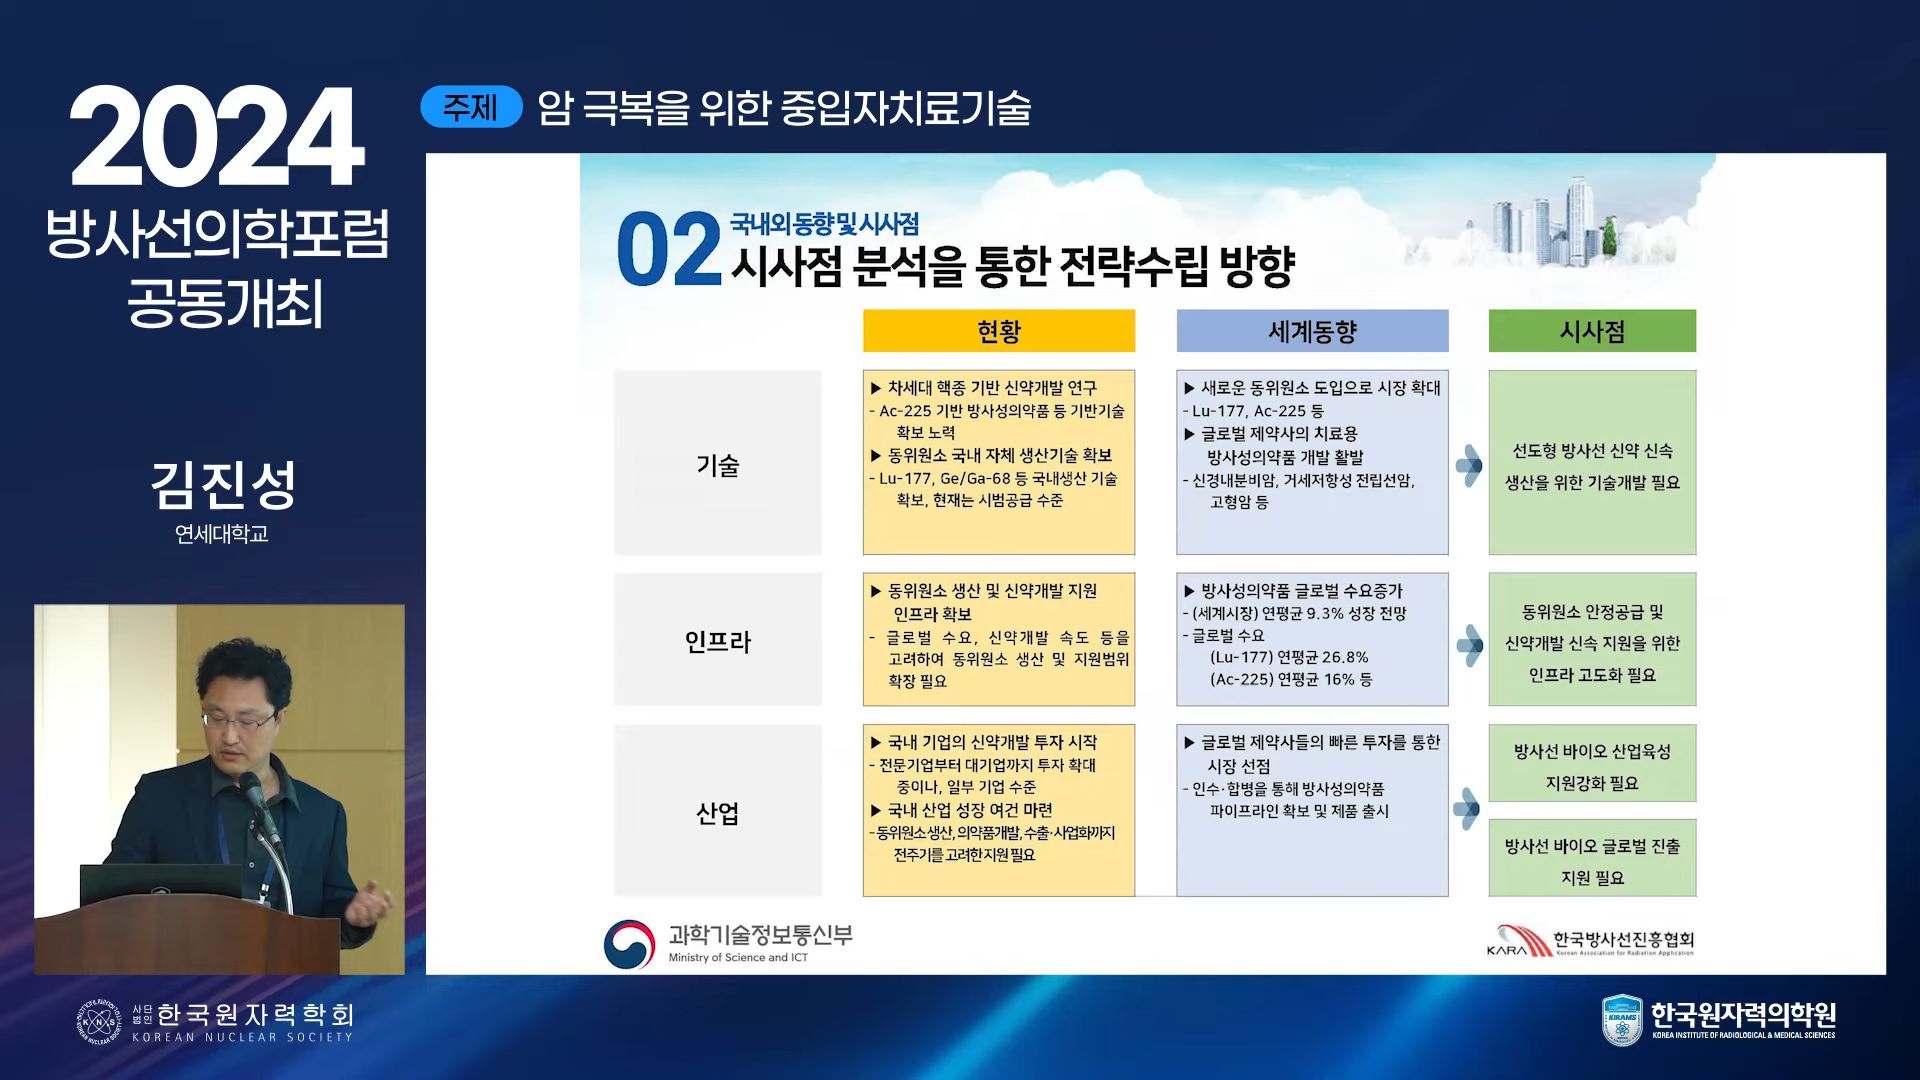 2024
방사선의학포럼
공동개최
김진성
연세대학교
주제 암 극복을 위한 중입자치료기술
02 국내외 동향 및 시사점
시사점 분석을 통한 전략수립 방향
현황
세계동향
시사점
기술
▶ 차세대 핵종 기반 신약개발 연구
- Ac-225 기반 방사성의약품 등 기반기술
확보 노력
▶ 동위원소 국내 자체 생산기술 확보
- Lu-177, Ge/Ga-68 등 국내생산 기술
확보, 현재는 시범공급 수준
▶ 새로운 동위원소 도입으로 시장 확대
- Lu-177, Ac-225 등
▶ 글로벌 제약사의 치료용
방사성의약품 개발 활발
- 신경내분비암, 거세저항성 전립선암,
고형암 등
선도형 방사선 신약 신속
생산을 위한 기술개발 필요
인프라
▶ 동위원소 생산 및 신약개발 지원
인프라 확보
- 글로벌 수요, 신약개발 속도 등을
고려하여 동위원소 생산 및 지원범위
확장 필요
▶ 방사성의약품 글로벌 수요증가
- (세계시장) 연평균 9.3% 성장 전망
- 글로벌 수요
(Lu-177) 연평균 26.8%
(Ac-225) 연평균 16% 등
동위원소 안정공급 및
신약개발 신속 지원을 위한
인프라 고도화 필요
산업
▶ 국내 기업의 신약개발 투자 시작
- 전문기업부터 대기업까지 투자 확대
중이나, 일부 기업 수준
▶ 국내 산업 성장 여건 마련
- 동위원소생산, 의약품개발, 수출·사업화까지
전주기를 고려한 지원 필요
▶ 글로벌 제약사들의 빠른 투자를 통한
시장 선점
- 인수·합병을 통해 방사성의약품
파이프라인 확보 및 제품 출시
방사선 바이오 산업육성
지원강화 필요
방사선 바이오 글로벌 진출
지원 필요
과학기술정보통신부
Ministry of Science and ICT
KARA 한국방사선진흥협회
Korean Association for Radiation Application
KNS
사단법인 한국원자력학회
KOREAN NUCLEAR SOCIETY
KIRAMS
한국원자력의학원
KOREA INSTITUTE OF RADIOLOGICAL & MEDICAL SCIENCES